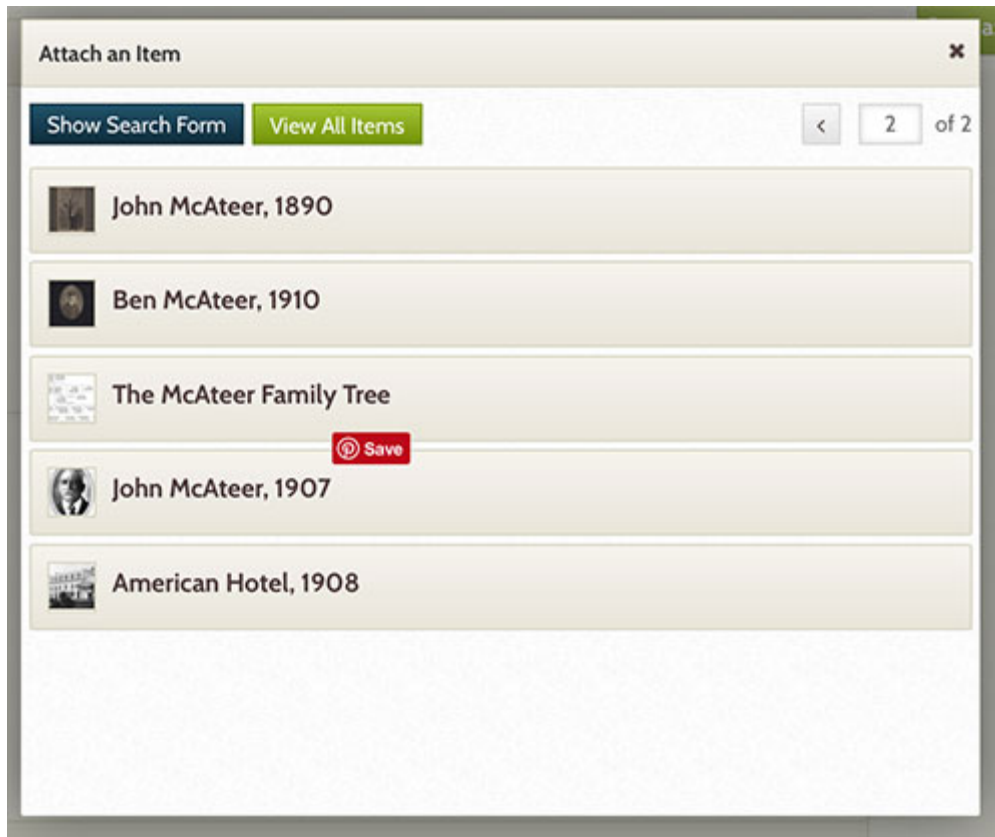 Attach an Item
Show Search Form View All Items 2 of 2
John McAteer, 1890
Ben McAteer, 1910
The McAteer Family Tree
Save
John McAteer, 1907
American Hotel, 1908